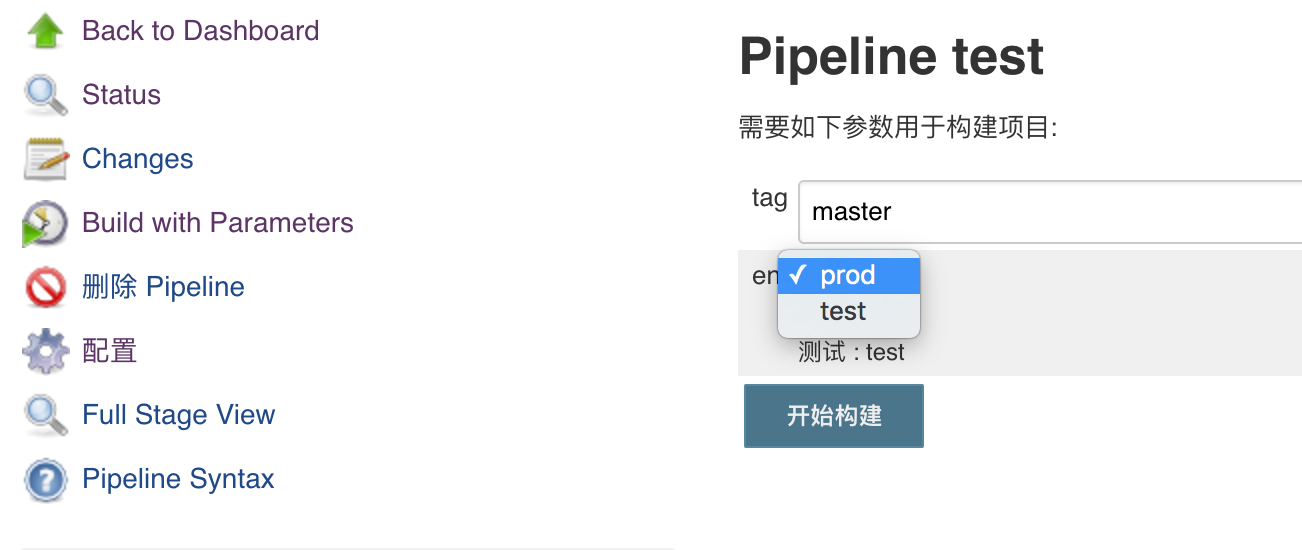 Back to Dashboard
Status
Changes
Build with Parameters
删除 Pipeline
配置
Full Stage View
Pipeline Syntax
Pipeline test
需要如下参数用于构建项目:
tag
master
en
✓ prod
test
测试 : test
开始构建